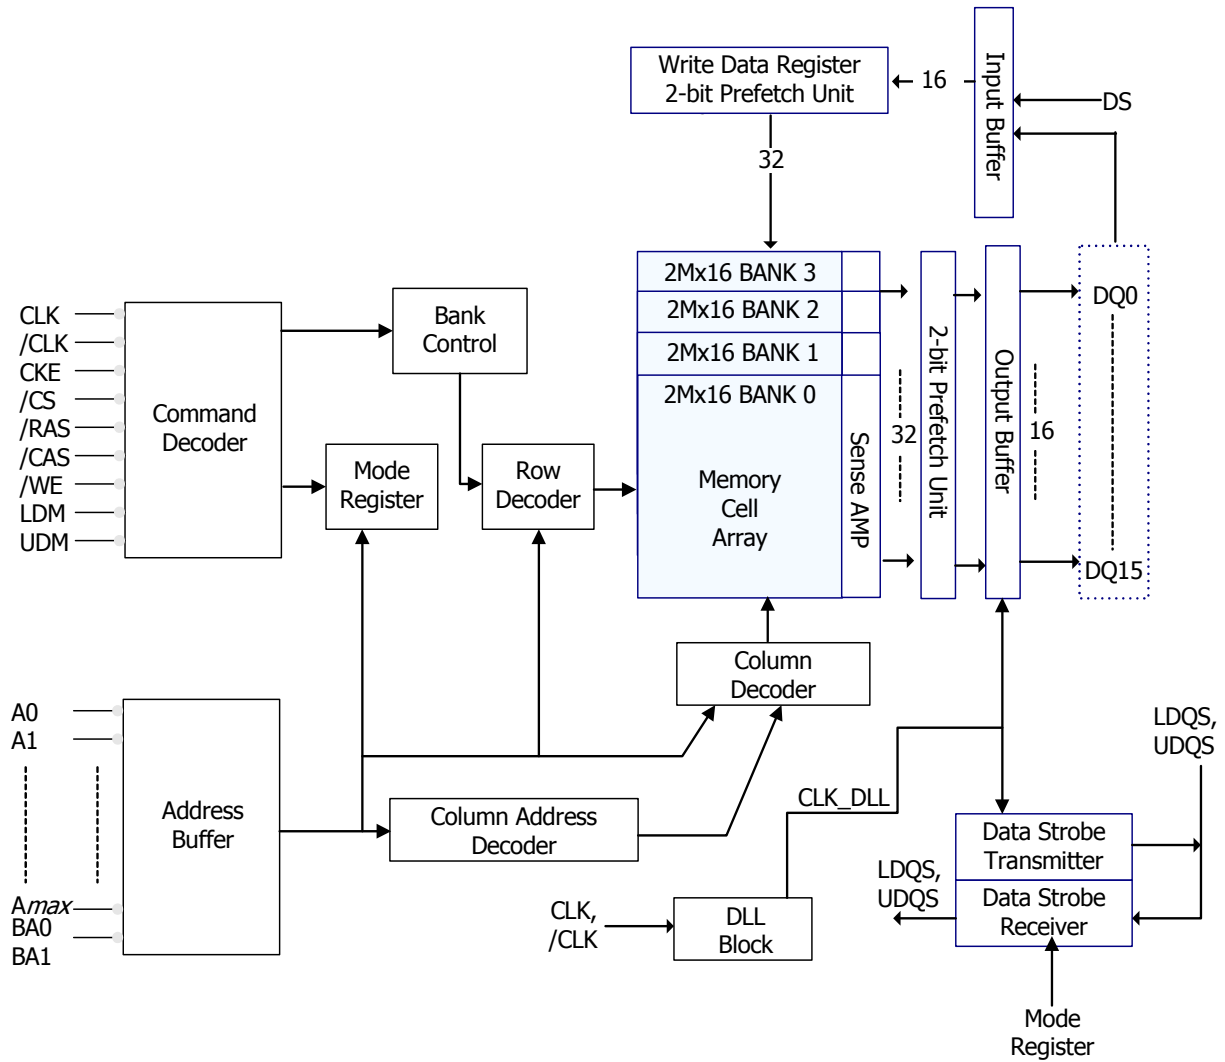 Write Data Register
2-bit Prefetch Unit
16
Input Buffer
DS
32
2Mx16 BANK 3
2Mx16 BANK 2
2Mx16 BANK 1
2Mx16 BANK 0
Memory
Cell
Array
Sense AMP
32
2-bit Prefetch Unit
Output Buffer
16
DQ0
DQ15
CLK
/CLK
CKE
/CS
/RAS
/CAS
/WE
LDM
UDM
Command
Decoder
Bank
Control
Mode
Register
Row
Decoder
Column
Decoder
A0
A1
Amax
BA0
BA1
Address
Buffer
Column Address
Decoder
CLK_DLL
CLK,
/CLK
DLL
Block
LDQS,
UDQS
Data Strobe
Transmitter
Data Strobe
Receiver
LDQS,
UDQS
Mode
Register